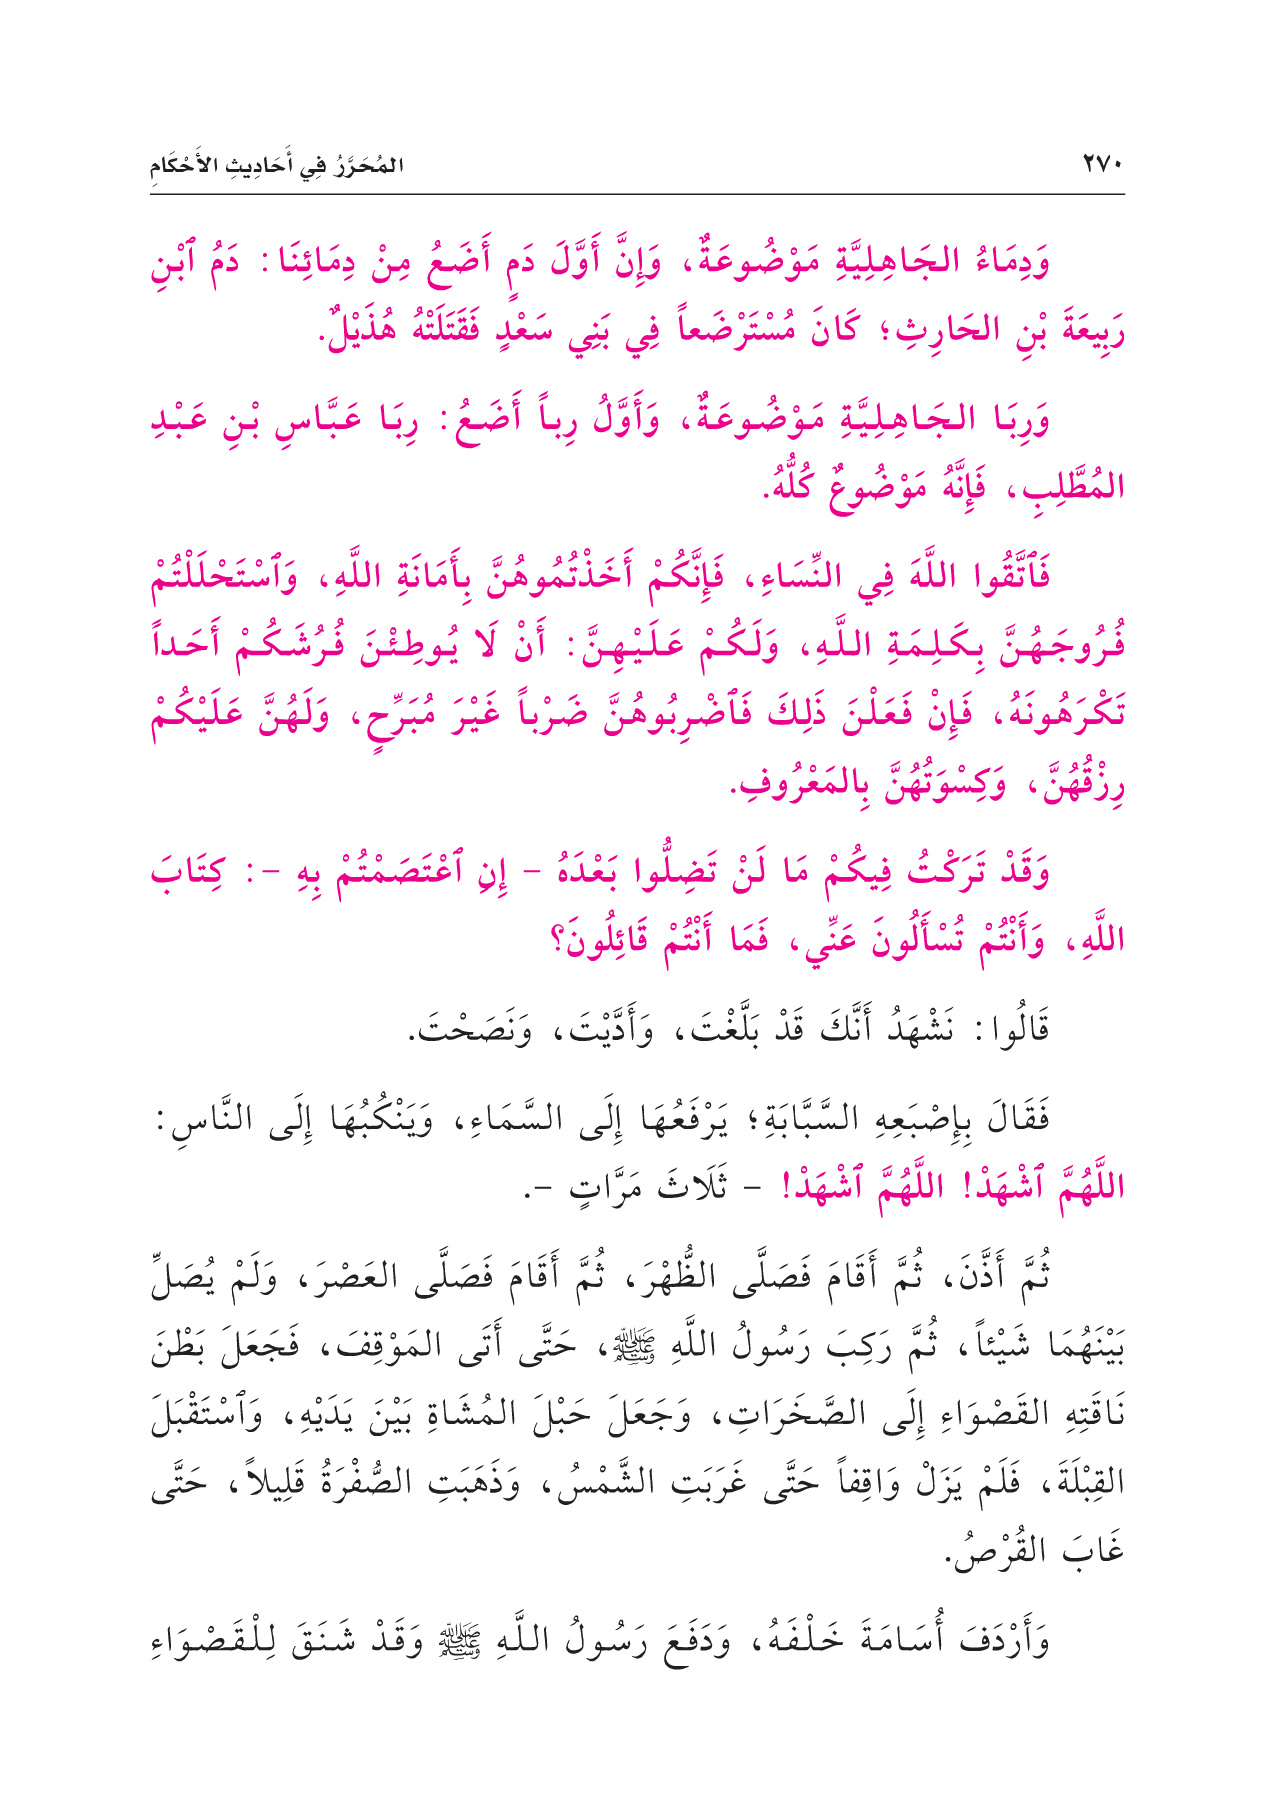 ٢٧٠ المُحَرَّرُ فِي أَحَادِيثِ الأَحْكَامِ
وَدِمَاءُ الجَاهِلِيَّةِ مَوْضُوعَةٌ، وَإِنَّ أَوَّلَ دَمٍ أَضَعُ مِنْ دِمَائِنَا: دَمُ ٱبْنِ
رَبِيعَةَ بْنِ الحَارِثِ؛ كَانَ مُسْتَرْضَعاً فِي بَنِي سَعْدٍ فَقَتَلَتْهُ هُذَيْلٌ.
وَرِبَا الجَاهِلِيَّةِ مَوْضُوعَةٌ، وَأَوَّلُ رِباً أَضَعُ: رِبَا عَبَّاسِ بْنِ عَبْدِ
المُطَّلِبِ، فَإِنَّهُ مَوْضُوعٌ كُلُّهُ.
فَٱتَّقُوا اللَّهَ فِي النِّسَاءِ، فَإِنَّكُمْ أَخَذْتُمُوهُنَّ بِأَمَانَةِ اللَّهِ، وَٱسْتَحْلَلْتُمْ
فُرُوجَهُنَّ بِكَلِمَةِ اللَّهِ، وَلَكُمْ عَلَيْهِنَّ: أَنْ لَا يُوطِئْنَ فُرُشَكُمْ أَحَداً
تَكْرَهُونَهُ، فَإِنْ فَعَلْنَ ذَلِكَ فَٱضْرِبُوهُنَّ ضَرْباً غَيْرَ مُبَرِّحٍ، وَلَهُنَّ عَلَيْكُمْ
رِزْقُهُنَّ، وَكِسْوَتُهُنَّ بِالمَعْرُوفِ.
وَقَدْ تَرَكْتُ فِيكُمْ مَا لَنْ تَضِلُّوا بَعْدَهُ - إِنِ ٱعْتَصَمْتُمْ بِهِ -: كِتَابَ
اللَّهِ، وَأَنْتُمْ تُسْأَلُونَ عَنِّي، فَمَا أَنْتُمْ قَائِلُونَ؟
قَالُوا: نَشْهَدُ أَنَّكَ قَدْ بَلَّغْتَ، وَأَدَّيْتَ، وَنَصَحْتَ.
فَقَالَ بِإِصْبَعِهِ السَّبَّابَةِ؛ يَرْفَعُهَا إِلَى السَّمَاءِ، وَيَنْكُبُهَا إِلَى النَّاسِ:
اللَّهُمَّ ٱشْهَدْ! اللَّهُمَّ ٱشْهَدْ! - ثَلَاثَ مَرَّاتٍ -.
ثُمَّ أَذَّنَ، ثُمَّ أَقَامَ فَصَلَّى الظُّهْرَ، ثُمَّ أَقَامَ فَصَلَّى العَصْرَ، وَلَمْ يُصَلِّ
بَيْنَهُمَا شَيْئاً، ثُمَّ رَكِبَ رَسُولُ اللَّهِ ﷺ، حَتَّى أَتَى المَوْقِفَ، فَجَعَلَ بَطْنَ
نَاقَتِهِ القَصْوَاءِ إِلَى الصَّخَرَاتِ، وَجَعَلَ حَبْلَ المُشَاةِ بَيْنَ يَدَيْهِ، وَٱسْتَقْبَلَ
القِبْلَةَ، فَلَمْ يَزَلْ وَاقِفاً حَتَّى غَرَبَتِ الشَّمْسُ، وَذَهَبَتِ الصُّفْرَةُ قَلِيلاً، حَتَّى
غَابَ القُرْصُ.
وَأَرْدَفَ أُسَامَةَ خَلْفَهُ، وَدَفَعَ رَسُولُ اللَّهِ ﷺ وَقَدْ شَنَقَ لِلْقَصْوَاءِ